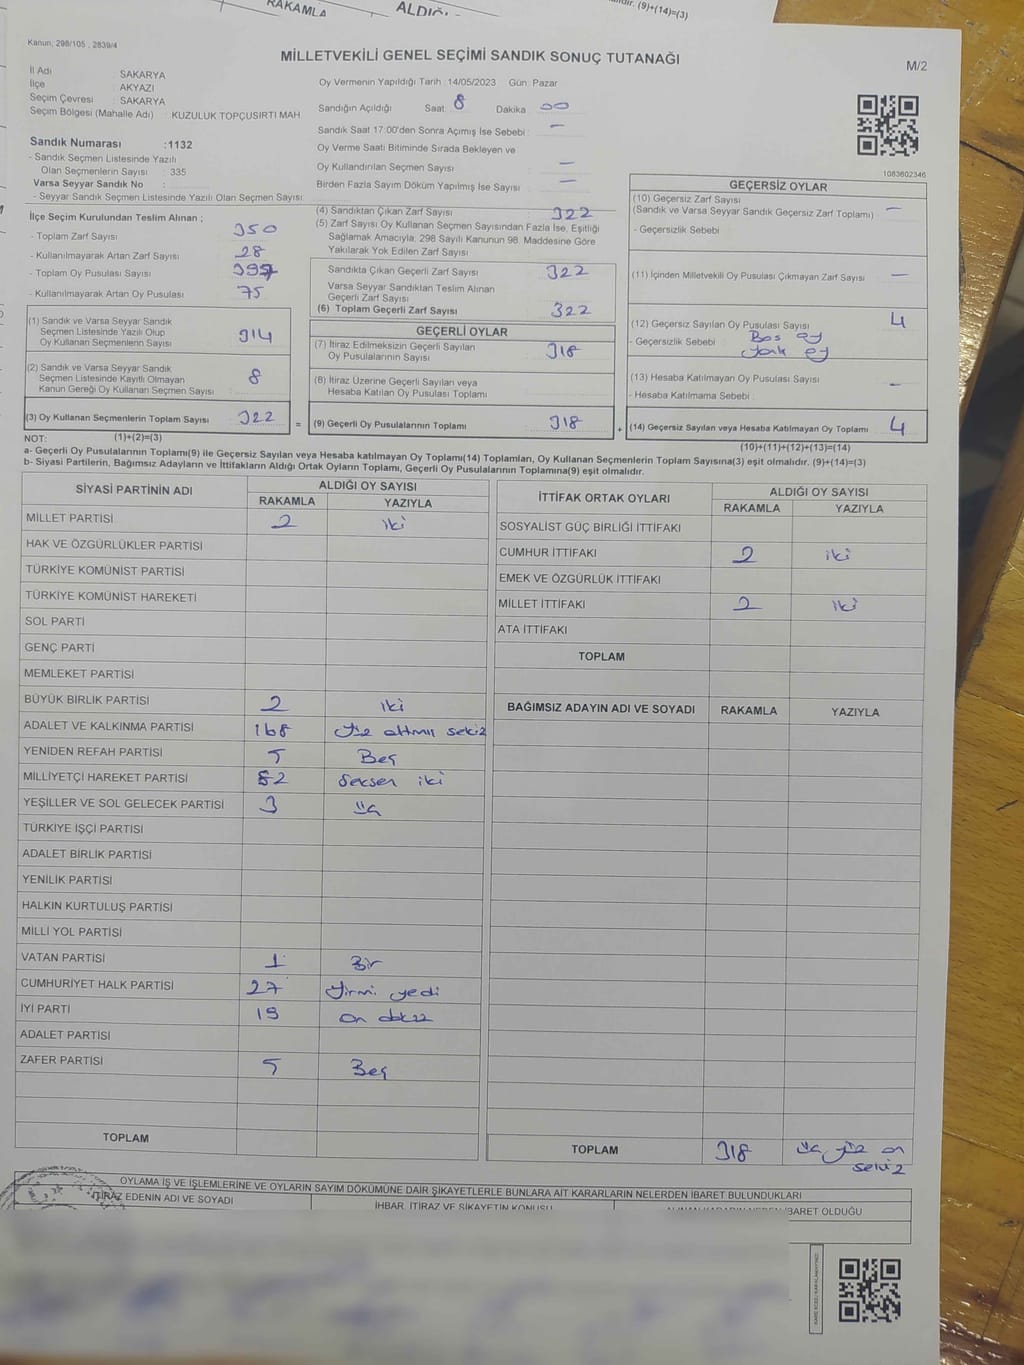 RAKAMLA
ALDIĞI
(9)+(14)=(3)
Kanun, 298/105 , 2839/4
MİLLETVEKİLİ GENEL SEÇİMİ SANDIK SONUÇ TUTANAĞI
M/2
İl Adı : SAKARYA
İlçe : AKYAZI
Seçim Çevresi : SAKARYA
Seçim Bölgesi (Mahalle Adı) : KUZULUK TOPÇUSIRTI MAH
Sandık Numarası :1132
- Sandık Seçmen Listesinde Yazılı
Olan Seçmenlerin Sayısı : 335
Varsa Seyyar Sandık No :
- Seyyar Sandık Seçmen Listesinde Yazılı Olan Seçmen Sayısı:
Oy Vermenin Yapıldığı Tarih :14/05/2023 Gün: Pazar
Sandığın Açıldığı Saat: 8 Dakika : 00
Sandık Saat 17:00'den Sonra Açımış İse Sebebi : —
Oy Verme Saati Bitiminde Sırada Bekleyen ve
Oy Kullandırılan Seçmen Sayısı : —
Birden Fazla Sayım Döküm Yapılmış İse Sayısı : —
1083602346
İlçe Seçim Kurulundan Teslim Alınan ;
- Toplam Zarf Sayısı : 350
- Kullanılmayarak Artan Zarf Sayısı : 28
- Toplam Oy Pusulası Sayısı :
- Kullanılmayarak Artan Oy Pusulası : 75
(1) Sandık ve Varsa Seyyar Sandık
Seçmen Listesinde Yazılı Olup
Oy Kullanan Seçmenlerin Sayısı : 314
(2) Sandık ve Varsa Seyyar Sandık
Seçmen Listesinde Kayıtlı Olmayan
Kanun Gereği Oy Kullanan Seçmen Sayısı : 8
(3) Oy Kullanan Seçmenlerin Toplam Sayısı : 322
(1)+(2)=(3)
(4) Sandıktan Çıkan Zarf Sayısı : 322
(5) Zarf Sayısı Oy Kullanan Seçmen Sayısından Fazla İse, Eşitliği
Sağlamak Amacıyla, 298 Sayılı Kanunun 98. Maddesine Göre
Yakılarak Yok Edilen Zarf Sayısı :
Sandıkta Çıkan Geçerli Zarf Sayısı : 322
Varsa Seyyar Sandıktan Teslim Alınan
Geçerli Zarf Sayısı :
(6) Toplam Geçerli Zarf Sayısı : 322
GEÇERLİ OYLAR
(7) İtiraz Edilmeksizin Geçerli Sayılan
Oy Pusulalarının Sayısı : 318
(8) İtiraz Üzerine Geçerli Sayılan veya
Hesaba Katılan Oy Pusulası Toplamı :
= (9) Geçerli Oy Pusulalarının Toplamı : 318 +
GEÇERSİZ OYLAR
(10) Geçersiz Zarf Sayısı
(Sandık ve Varsa Seyyar Sandık Geçersiz Zarf Toplamı) : —
- Geçersizlik Sebebi :
(11) İçinden Milletvekili Oy Pusulası Çıkmayan Zarf Sayısı : —
(12) Geçersiz Sayılan Oy Pusulası Sayısı : 4
- Geçersizlik Sebebi : Boş oy
oy
(13) Hesaba Katılmayan Oy Pusulası Sayısı : —
- Hesaba Katılmama Sebebi :
(14) Geçersiz Sayılan veya Hesaba Katılmayan Oy Toplamı : 4
(10)+(11)+(12)+(13)=(14)
NOT:
a- Geçerli Oy Pusulalarının Toplamı(9) ile Geçersiz Sayılan veya Hesaba katılmayan Oy Toplamı(14) Toplamları, Oy Kullanan Seçmenlerin Toplam Sayısına(3) eşit olmalıdır. (9)+(14)=(3)
b- Siyasi Partilerin, Bağımsız Adayların ve İttifakların Aldığı Ortak Oyların Toplamı, Geçerli Oy Pusulalarının Toplamına(9) eşit olmalıdır.
SİYASİ PARTİNİN ADI ALDIĞI OY SAYISI
RAKAMLA YAZIYLA
MİLLET PARTİSİ 2 iki
HAK VE ÖZGÜRLÜKLER PARTİSİ
TÜRKİYE KOMÜNİST PARTİSİ
TÜRKİYE KOMÜNİST HAREKETİ
SOL PARTİ
GENÇ PARTİ
MEMLEKET PARTİSİ
BÜYÜK BİRLİK PARTİSİ 2 iki
ADALET VE KALKINMA PARTİSİ 168 Yüz altmış sekiz
YENİDEN REFAH PARTİSİ 5 Beş
MİLLİYETÇİ HAREKET PARTİSİ 82 Seksen iki
YEŞİLLER VE SOL GELECEK PARTİSİ 3 üç
TÜRKİYE İŞÇİ PARTİSİ
ADALET BİRLİK PARTİSİ
YENİLİK PARTİSİ
HALKIN KURTULUŞ PARTİSİ
MİLLİ YOL PARTİSİ
VATAN PARTİSİ 1 Bir
CUMHURİYET HALK PARTİSİ 27 Yirmi yedi
İYİ PARTİ 19 on dokuz
ADALET PARTİSİ
ZAFER PARTİSİ 5 Beş
TOPLAM
İTTİFAK ORTAK OYLARI ALDIĞI OY SAYISI
RAKAMLA YAZIYLA
SOSYALİST GÜÇ BİRLİĞİ İTTİFAKI
CUMHUR İTTİFAKI 2 iki
EMEK VE ÖZGÜRLÜK İTTİFAKI
MİLLET İTTİFAKI 2 iki
ATA İTTİFAKI
TOPLAM
BAĞIMSIZ ADAYIN ADI VE SOYADI RAKAMLA YAZIYLA
TOPLAM 318 üç yüz on
sekiz
OYLAMA İŞ VE İŞLEMLERİNE VE OYLARIN SAYIM DÖKÜMÜNE DAİR ŞİKAYETLERLE BUNLARA AİT KARARLARIN NELERDEN İBARET BULUNDUKLARI
İTİRAZ EDENİN ADI VE SOYADI İHBAR, İTİRAZ VE ŞİKAYETİN KONUSU ALINAN KARARIN NEDEN İBARET OLDUĞU